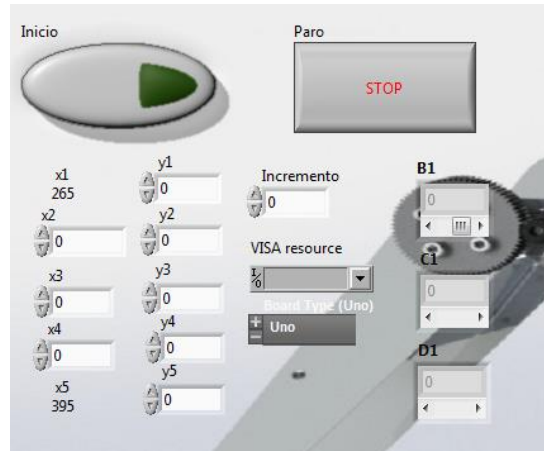 Inicio
Paro
STOP
x1
265
y1
0
Incremento
0
B1
0
x2
0
y2
0
VISA resource
I/O
C1
0
x3
0
y3
0
Board Type (Uno)
Uno
x4
0
y4
0
D1
0
x5
395
y5
0